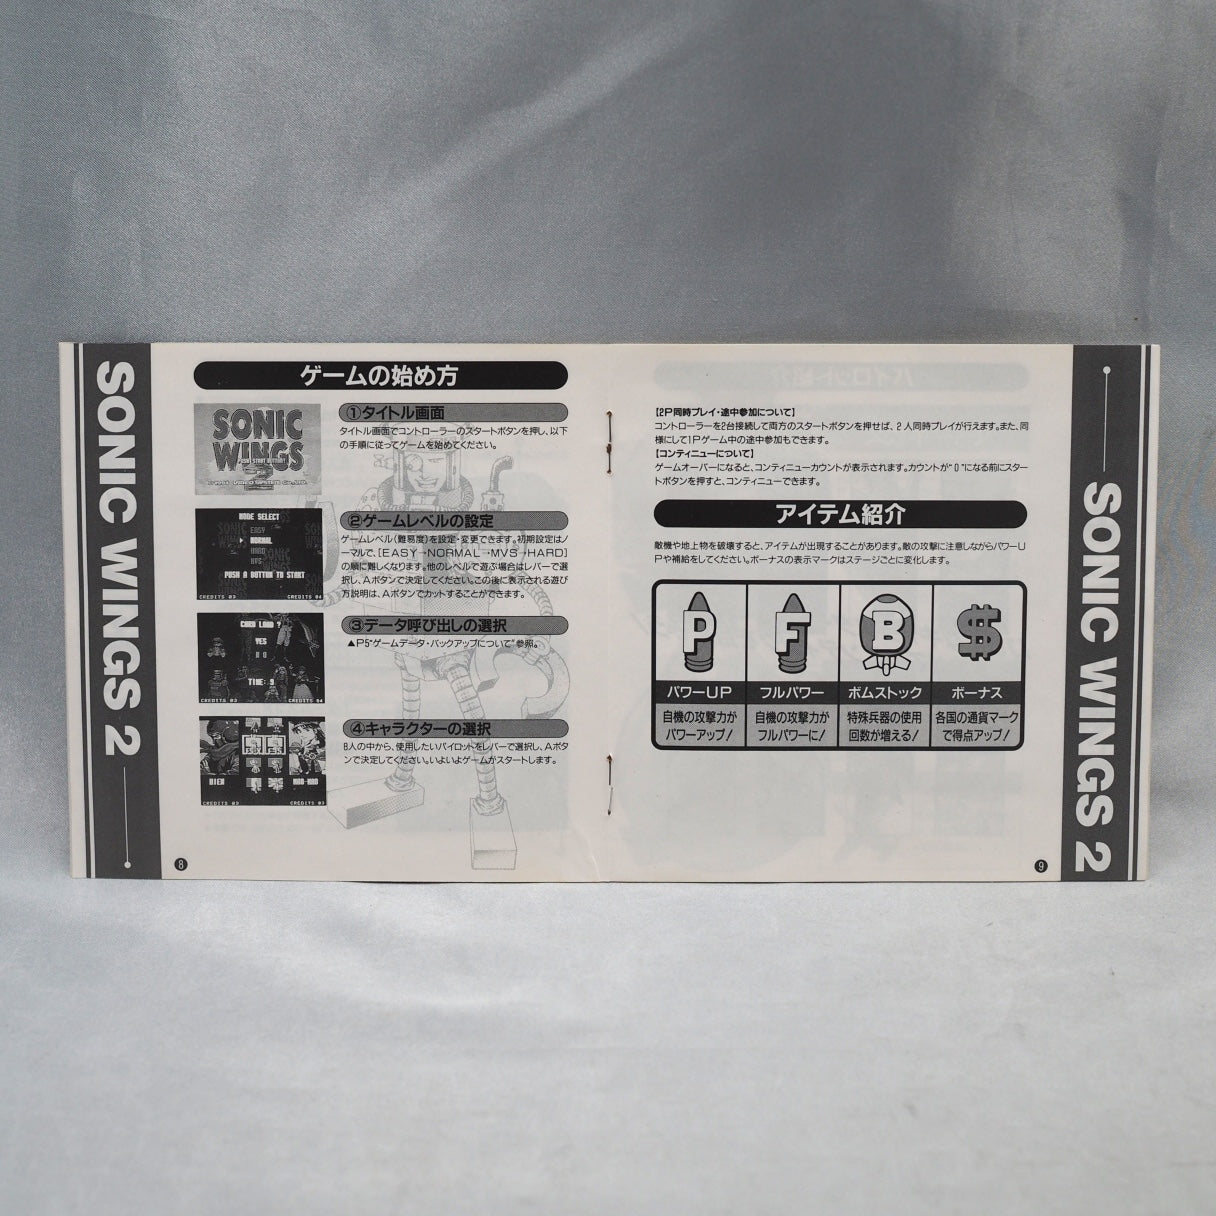 SONIC WINGS 2
ゲームの始め方
SONIC
WINGS
2
①タイトル画面
タイトル画面でコントローラーのスタートボタンを押し、以下
の手順に従ってゲームを始めてください。
MODE SELECT
EASY
NORMAL
HARD
MVS
PUSH A BUTTON TO START
CREDITS 03
CREDITS 04
②ゲームレベルの設定
ゲームレベル(難易度)を設定・変更できます。初期設定はノ
ーマルで、[EASY→NORMAL→MVS→HARD]
の順に難しくなります。他のレベルで遊ぶ場合はレバーで選
択し、Aボタンで決定してください。この後に表示される遊び
方説明は、Aボタンでカットすることができます。
CARD LOAD ?
YES
NO
TIME: 9
CREDITS 03
CREDITS 04
③データ呼び出しの選択
▲P5“ゲームデータ・バックアップについて”参照。
HIEN
MAO-MAO
CREDITS 03
CREDITS 03
④キャラクターの選択
8人の中から、使用したいパイロットをレバーで選択し、Aボタ
ンで決定してください。いよいよゲームがスタートします。
8
【2P同時プレイ・途中参加について】
コントローラーを2台接続して両方のスタートボタンを押せば、2人同時プレイが行えます。また、同
様にして1Pゲーム中の途中参加もできます。
【コンティニューについて】
ゲームオーバーになると、コンティニューカウントが表示されます。カウントが“0”になる前にスター
トボタンを押すと、コンティニューできます。
アイテム紹介
敵機や地上物を破壊すると、アイテムが出現することがあります。敵の攻撃に注意しながらパワーU
Pや補給をしてください。ボーナスの表示マークはステージごとに変化します。
P
F
B
$
パワーUP
フルパワー
ボムストック
ボーナス
自機の攻撃力が
パワーアップ!
自機の攻撃力が
フルパワーに!
特殊兵器の使用
回数が増える!
各国の通貨マーク
で得点アップ!
9
SONIC WINGS 2